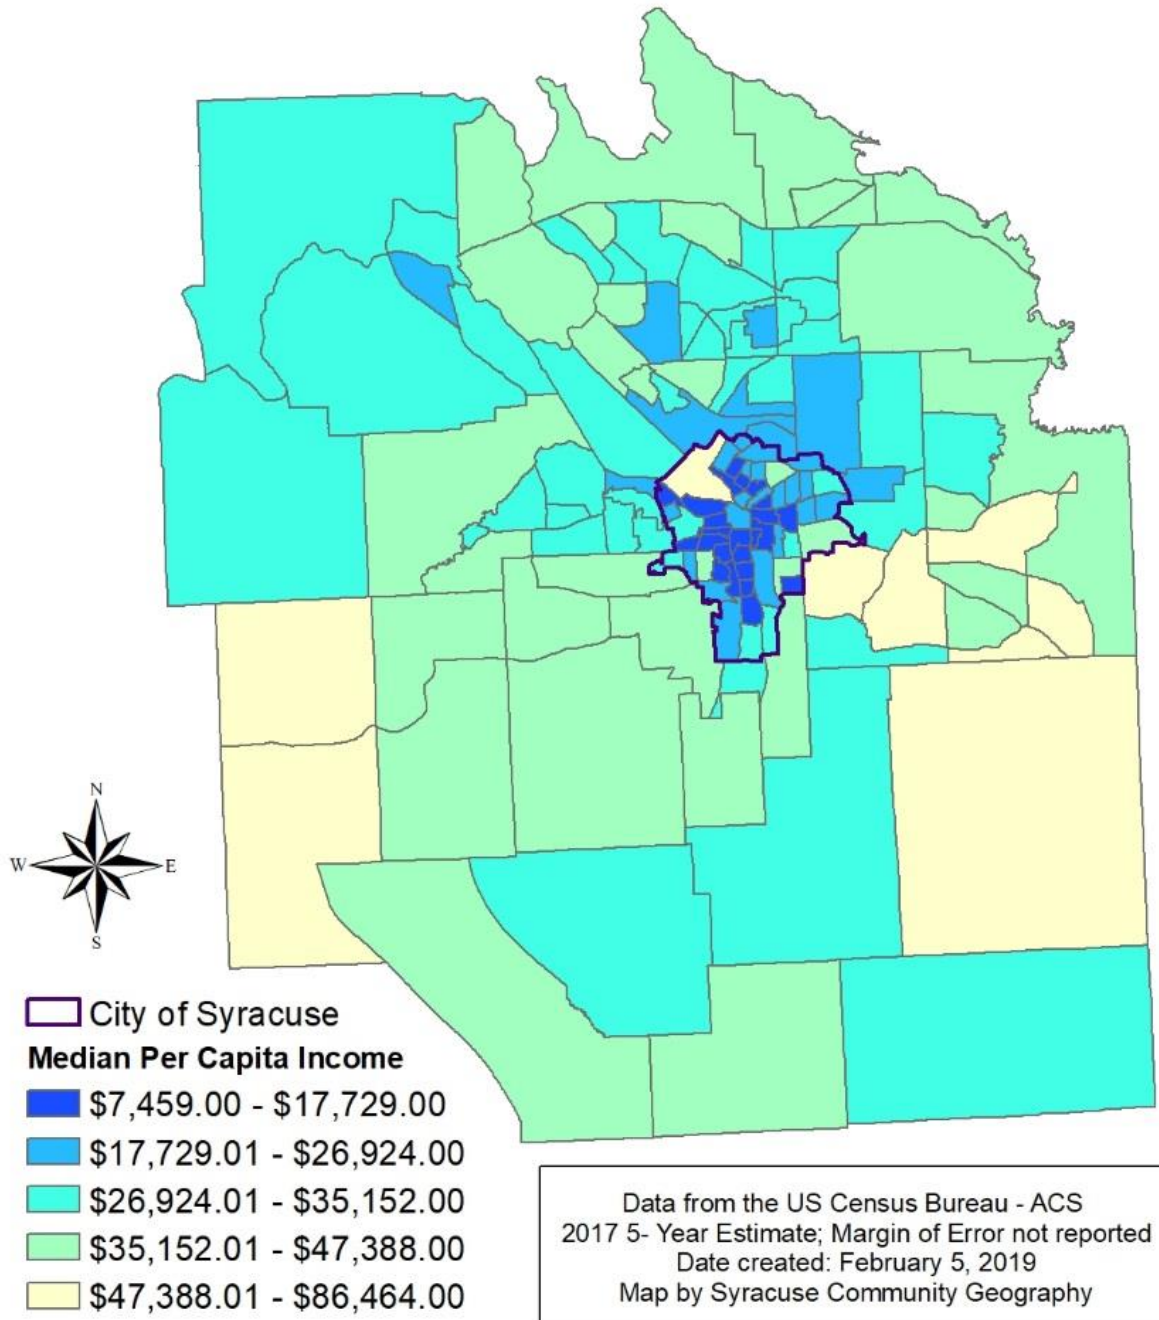 N
W E
S
City of Syracuse
Median Per Capita Income
$7,459.00 - $17,729.00
$17,729.01 - $26,924.00
$26,924.01 - $35,152.00
$35,152.01 - $47,388.00
$47,388.01 - $86,464.00
Data from the US Census Bureau - ACS
2017 5- Year Estimate; Margin of Error not reported
Date created: February 5, 2019
Map by Syracuse Community Geography